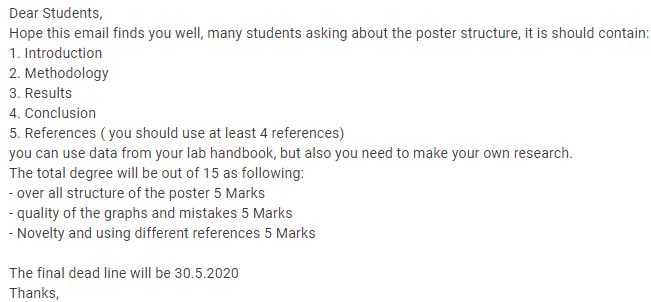 Dear Students,
Hope this email finds you well, many students asking about the poster structure, it is should contain:
1. Introduction
2. Methodology
3. Results
4. Conclusion
5. References ( you should use at least 4 references)
you can use data from your lab handbook, but also you need to make your own research.
The total degree will be out of 15 as following:
- over all structure of the poster 5 Marks
- quality of the graphs and mistakes 5 Marks
- Novelty and using different references 5 Marks
The final dead line will be 30.5.2020
Thanks,